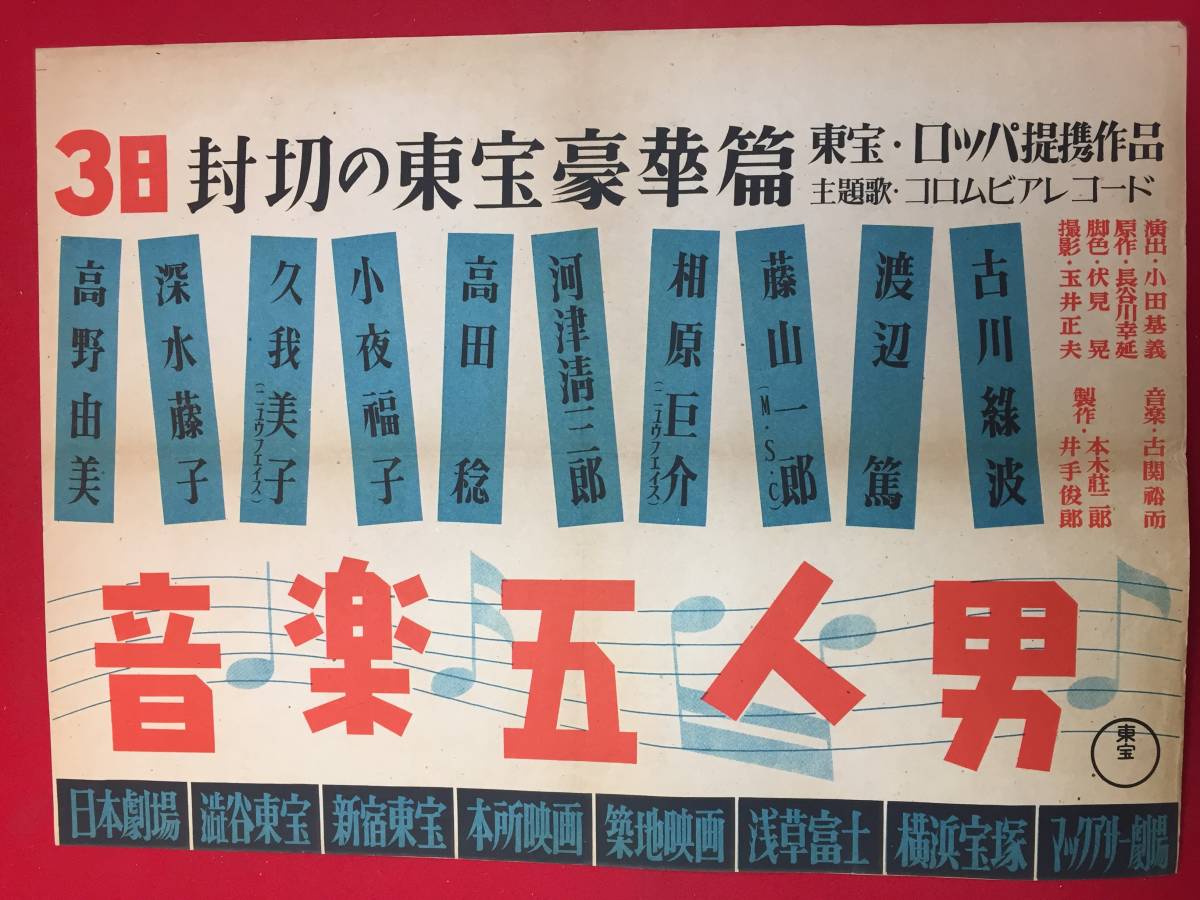 3日 封切の東宝豪華篇
東宝・ロッパ提携作品
主題歌・コロムビアレコード
演出・小田基義
原作・長谷川幸延
脚色・伏見晃
撮影・玉井正夫
音楽・古関裕而
製作・本木荘二郎
井手俊郎
古川緑波
渡辺篤
藤山一郎
(M・S・C)
相原巨介
(ニューフェイス)
河津清三郎
高田稔
小夜福子
久我美子
(ニューフェイス)
深水藤子
高野由美
音楽五人男
東宝
日本劇場
澁谷東宝
新宿東宝
本所映画
築地映画
浅草富士
横浜宝塚
マックアサー劇場